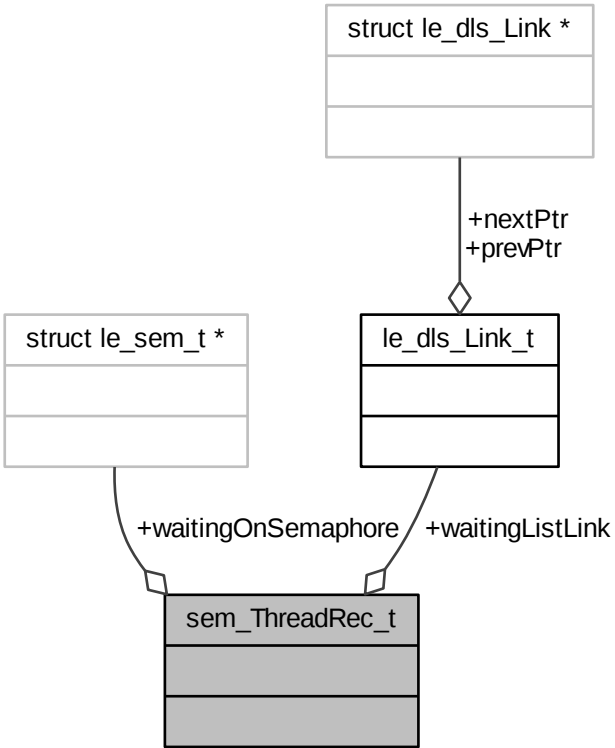 struct le_dls_Link *
+nextPtr
+prevPtr
struct le_sem_t *
le_dls_Link_t
+waitingOnSemaphore
+waitingListLink
sem_ThreadRec_t